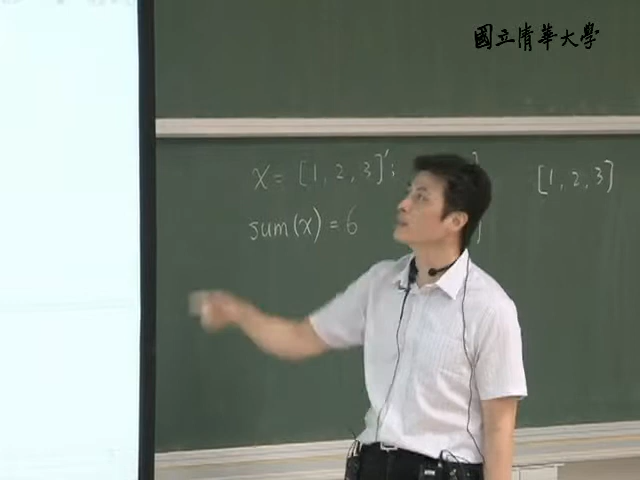 國立清華大學
x = [1, 2, 3]';
[1, 2, 3]
sum(x) = 6